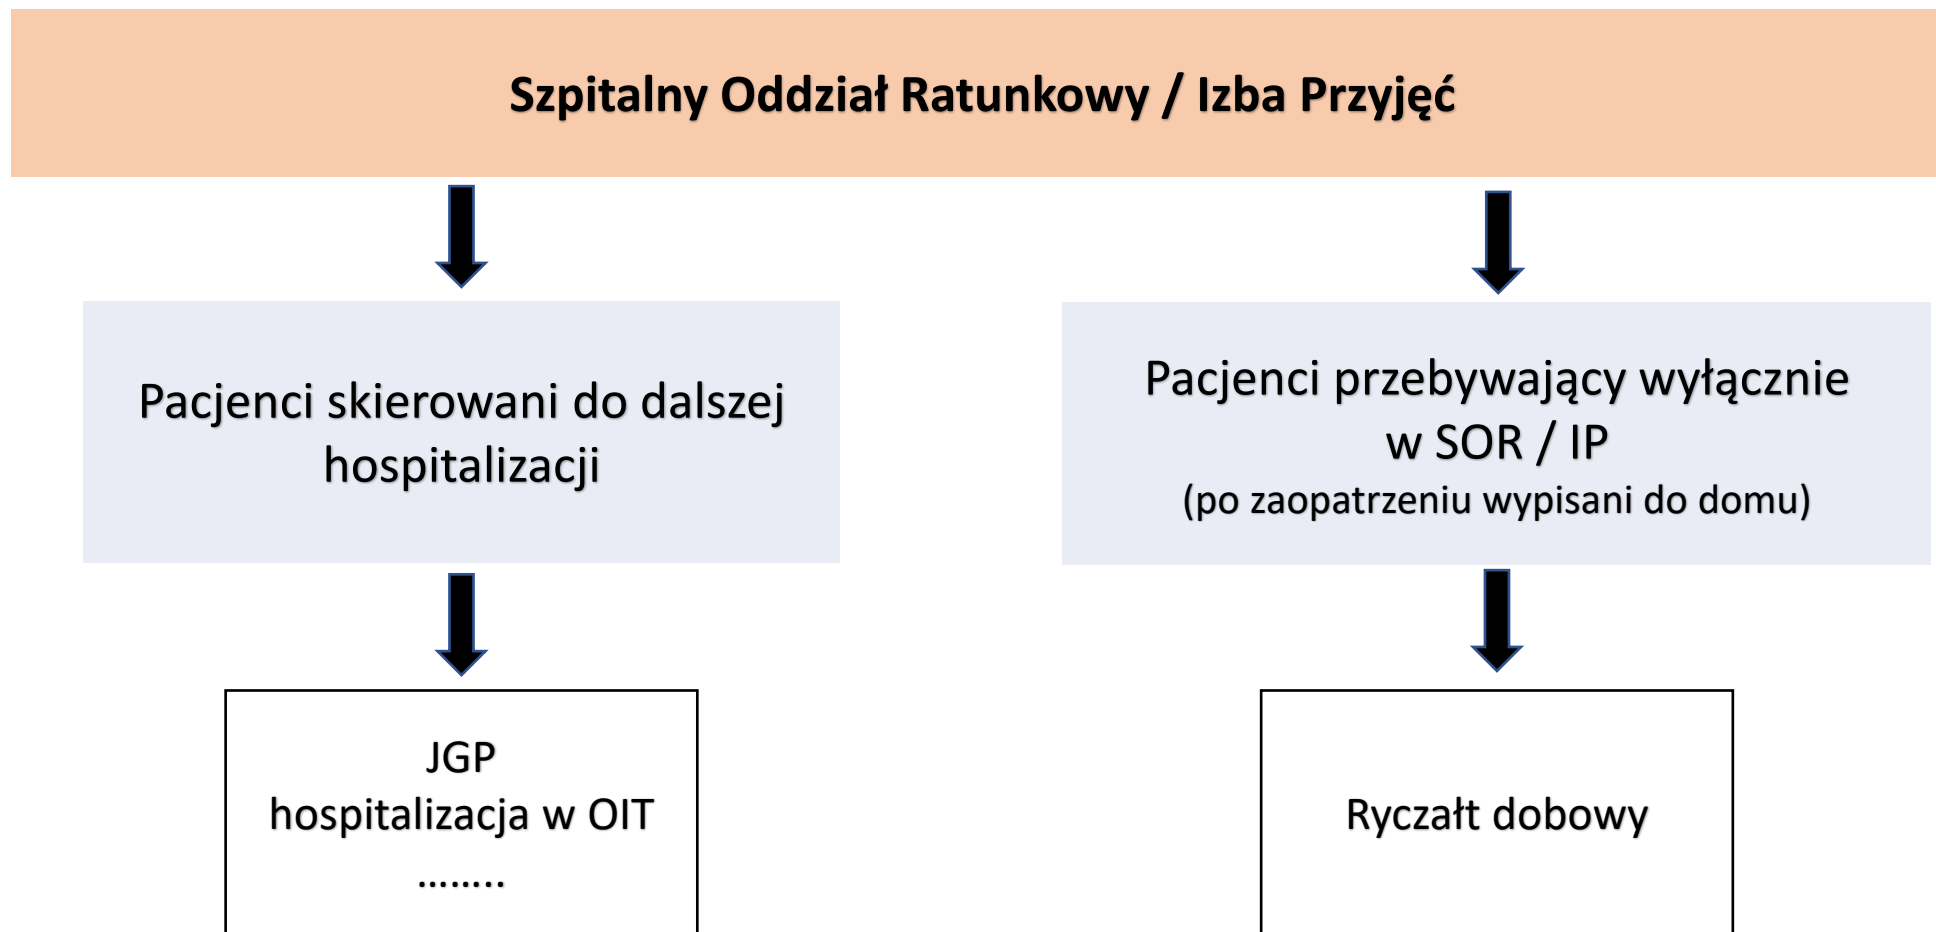 Szpitalny Oddział Ratunkowy / Izba Przyjęć
Pacjenci skierowani do dalszej
hospitalizacji
Pacjenci przebywający wyłącznie
w SOR / IP
(po zaopatrzeniu wypisani do domu)
JGP
hospitalizacja w OIT
........
Ryczałt dobowy